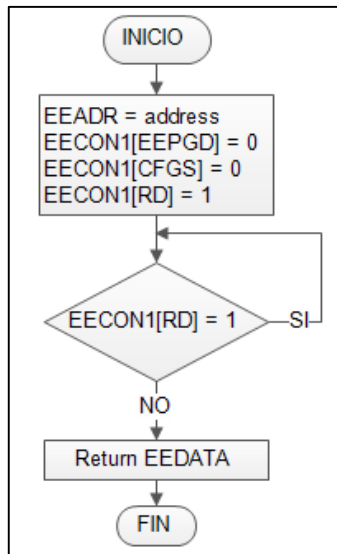 INICIO
EEADR = address
EECON1[EEPGD] = 0
EECON1[CFGS] = 0
EECON1[RD] = 1
EECON1[RD] = 1
SI
NO
Return EEDATA
FIN